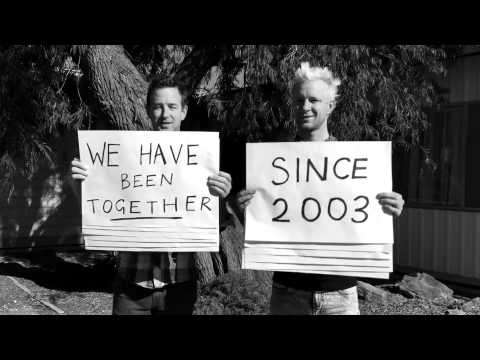 WE HAVE
BEEN
TOGETHER
SINCE
2003